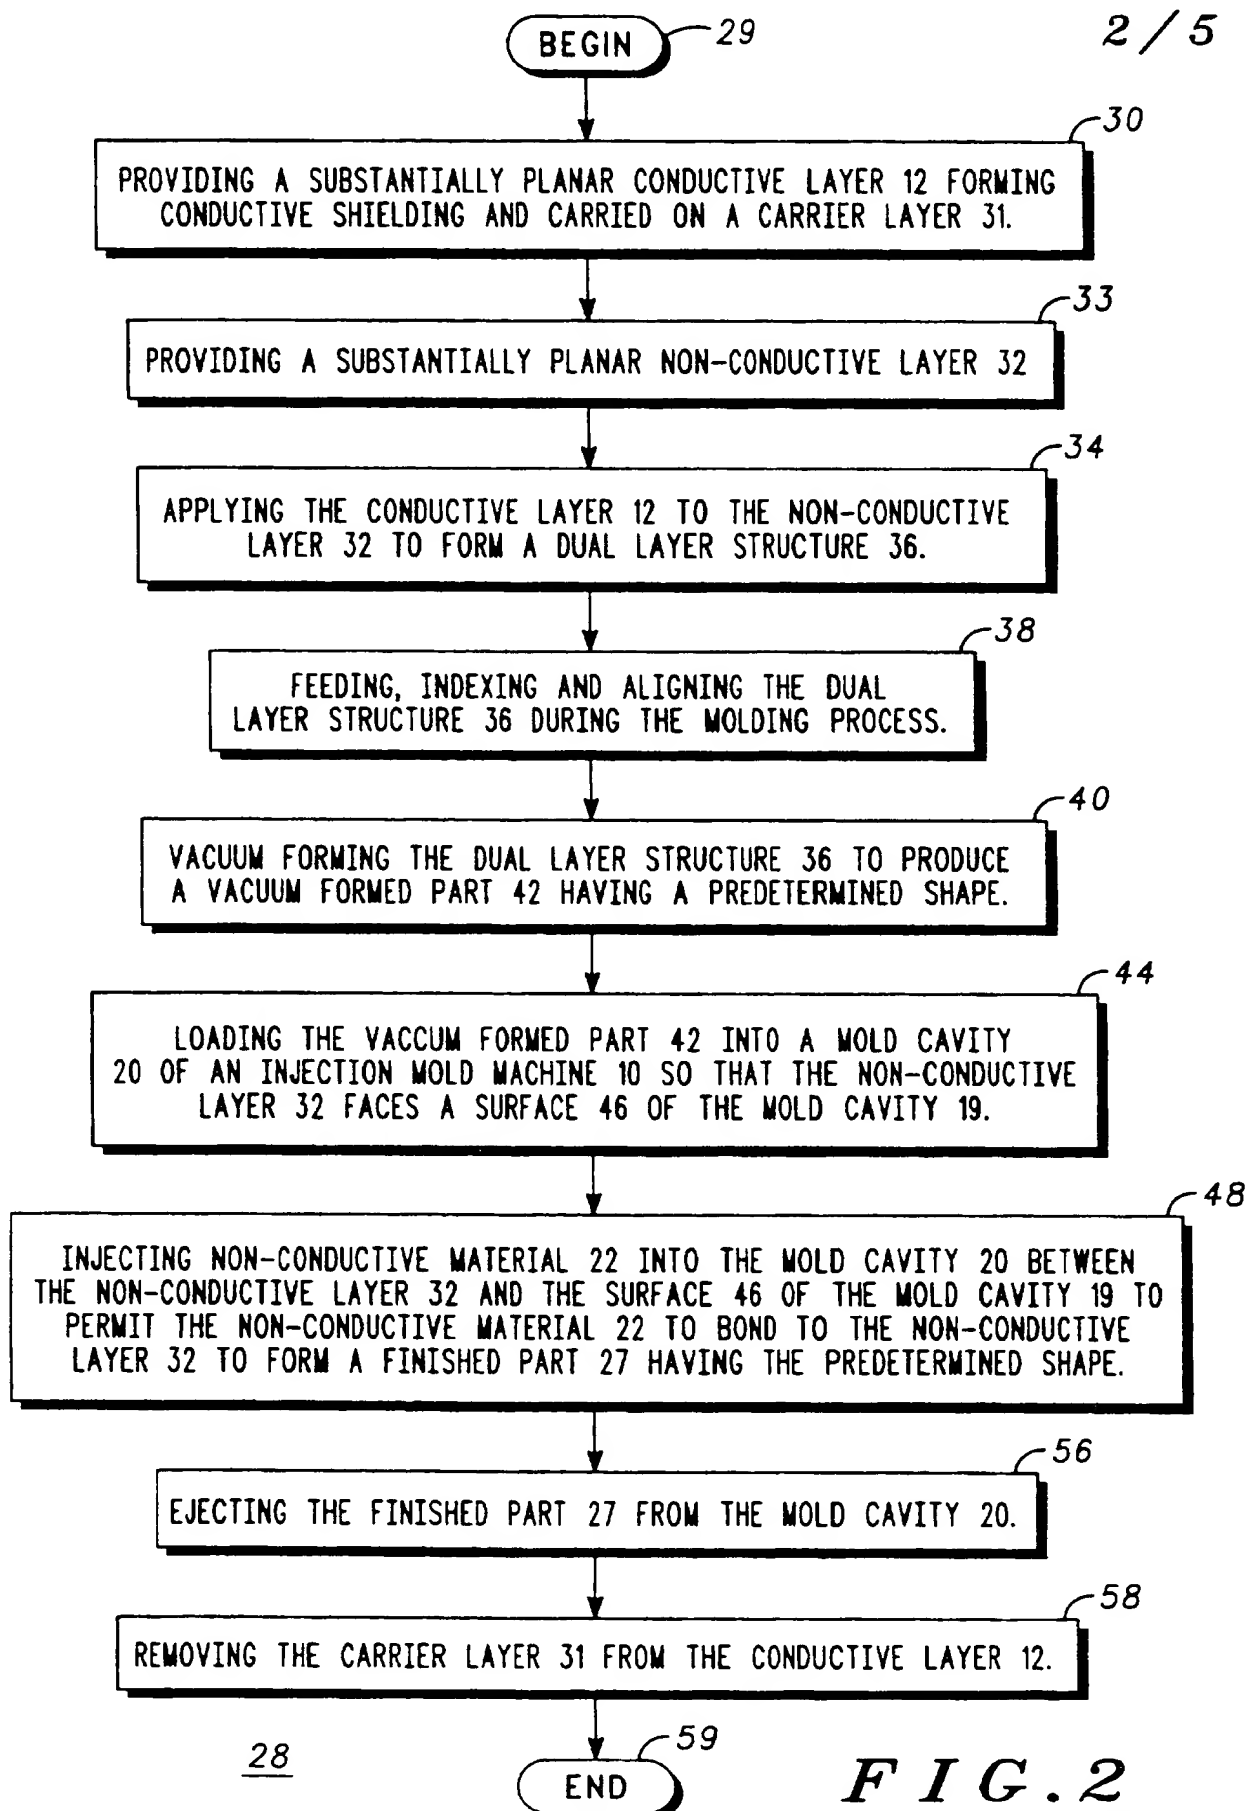 BEGIN
29
2/5
30
PROVIDING A SUBSTANTIALLY PLANAR CONDUCTIVE LAYER 12 FORMING
CONDUCTIVE SHIELDING AND CARRIED ON A CARRIER LAYER 31.
33
PROVIDING A SUBSTANTIALLY PLANAR NON-CONDUCTIVE LAYER 32
34
APPLYING THE CONDUCTIVE LAYER 12 TO THE NON-CONDUCTIVE
LAYER 32 TO FORM A DUAL LAYER STRUCTURE 36.
38
FEEDING, INDEXING AND ALIGNING THE DUAL
LAYER STRUCTURE 36 DURING THE MOLDING PROCESS.
40
VACUUM FORMING THE DUAL LAYER STRUCTURE 36 TO PRODUCE
A VACUUM FORMED PART 42 HAVING A PREDETERMINED SHAPE.
44
LOADING THE VACCUM FORMED PART 42 INTO A MOLD CAVITY
20 OF AN INJECTION MOLD MACHINE 10 SO THAT THE NON-CONDUCTIVE
LAYER 32 FACES A SURFACE 46 OF THE MOLD CAVITY 19.
48
INJECTING NON-CONDUCTIVE MATERIAL 22 INTO THE MOLD CAVITY 20 BETWEEN
THE NON-CONDUCTIVE LAYER 32 AND THE SURFACE 46 OF THE MOLD CAVITY 19 TO
PERMIT THE NON-CONDUCTIVE MATERIAL 22 TO BOND TO THE NON-CONDUCTIVE
LAYER 32 TO FORM A FINISHED PART 27 HAVING THE PREDETERMINED SHAPE.
56
EJECTING THE FINISHED PART 27 FROM THE MOLD CAVITY 20.
58
REMOVING THE CARRIER LAYER 31 FROM THE CONDUCTIVE LAYER 12.
59
END
28
FIG.2